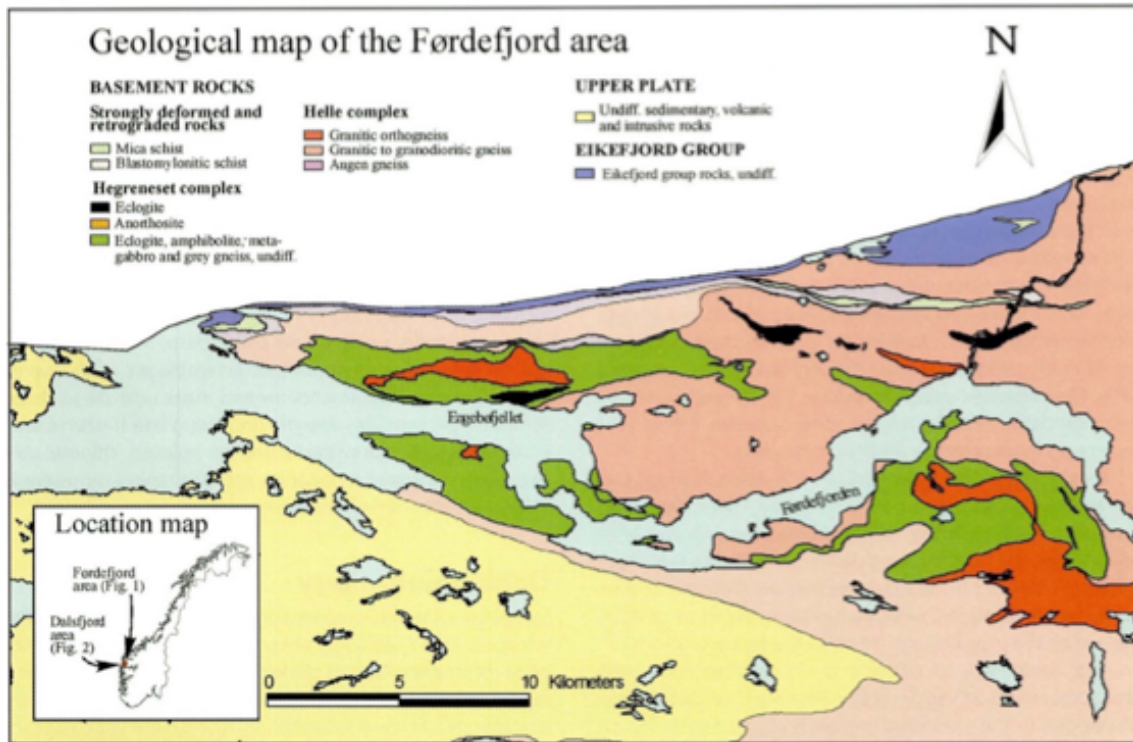 Geological map of the Førdefjord area
N
BASEMENT ROCKS
Strongly deformed and
retrograded rocks
Mica schist
Blastomylonitic schist
Hegreneset complex
Eclogite
Anorthosite
Eclogite, amphibolite, meta-
gabbro and grey gneiss, undiff.
Helle complex
Granitic orthogneiss
Granitic to granodioritic gneiss
Augen gneiss
UPPER PLATE
Undiff. sedimentary, volcanic
and intrusive rocks
EIKEFJORD GROUP
Eikefjord group rocks, undiff.
Engebøfjellet
Førdefjorden
Location map
Førdefjord
area (Fig. 1)
Dalsfjord
area
(Fig. 2)
0 5 10 Kilometers